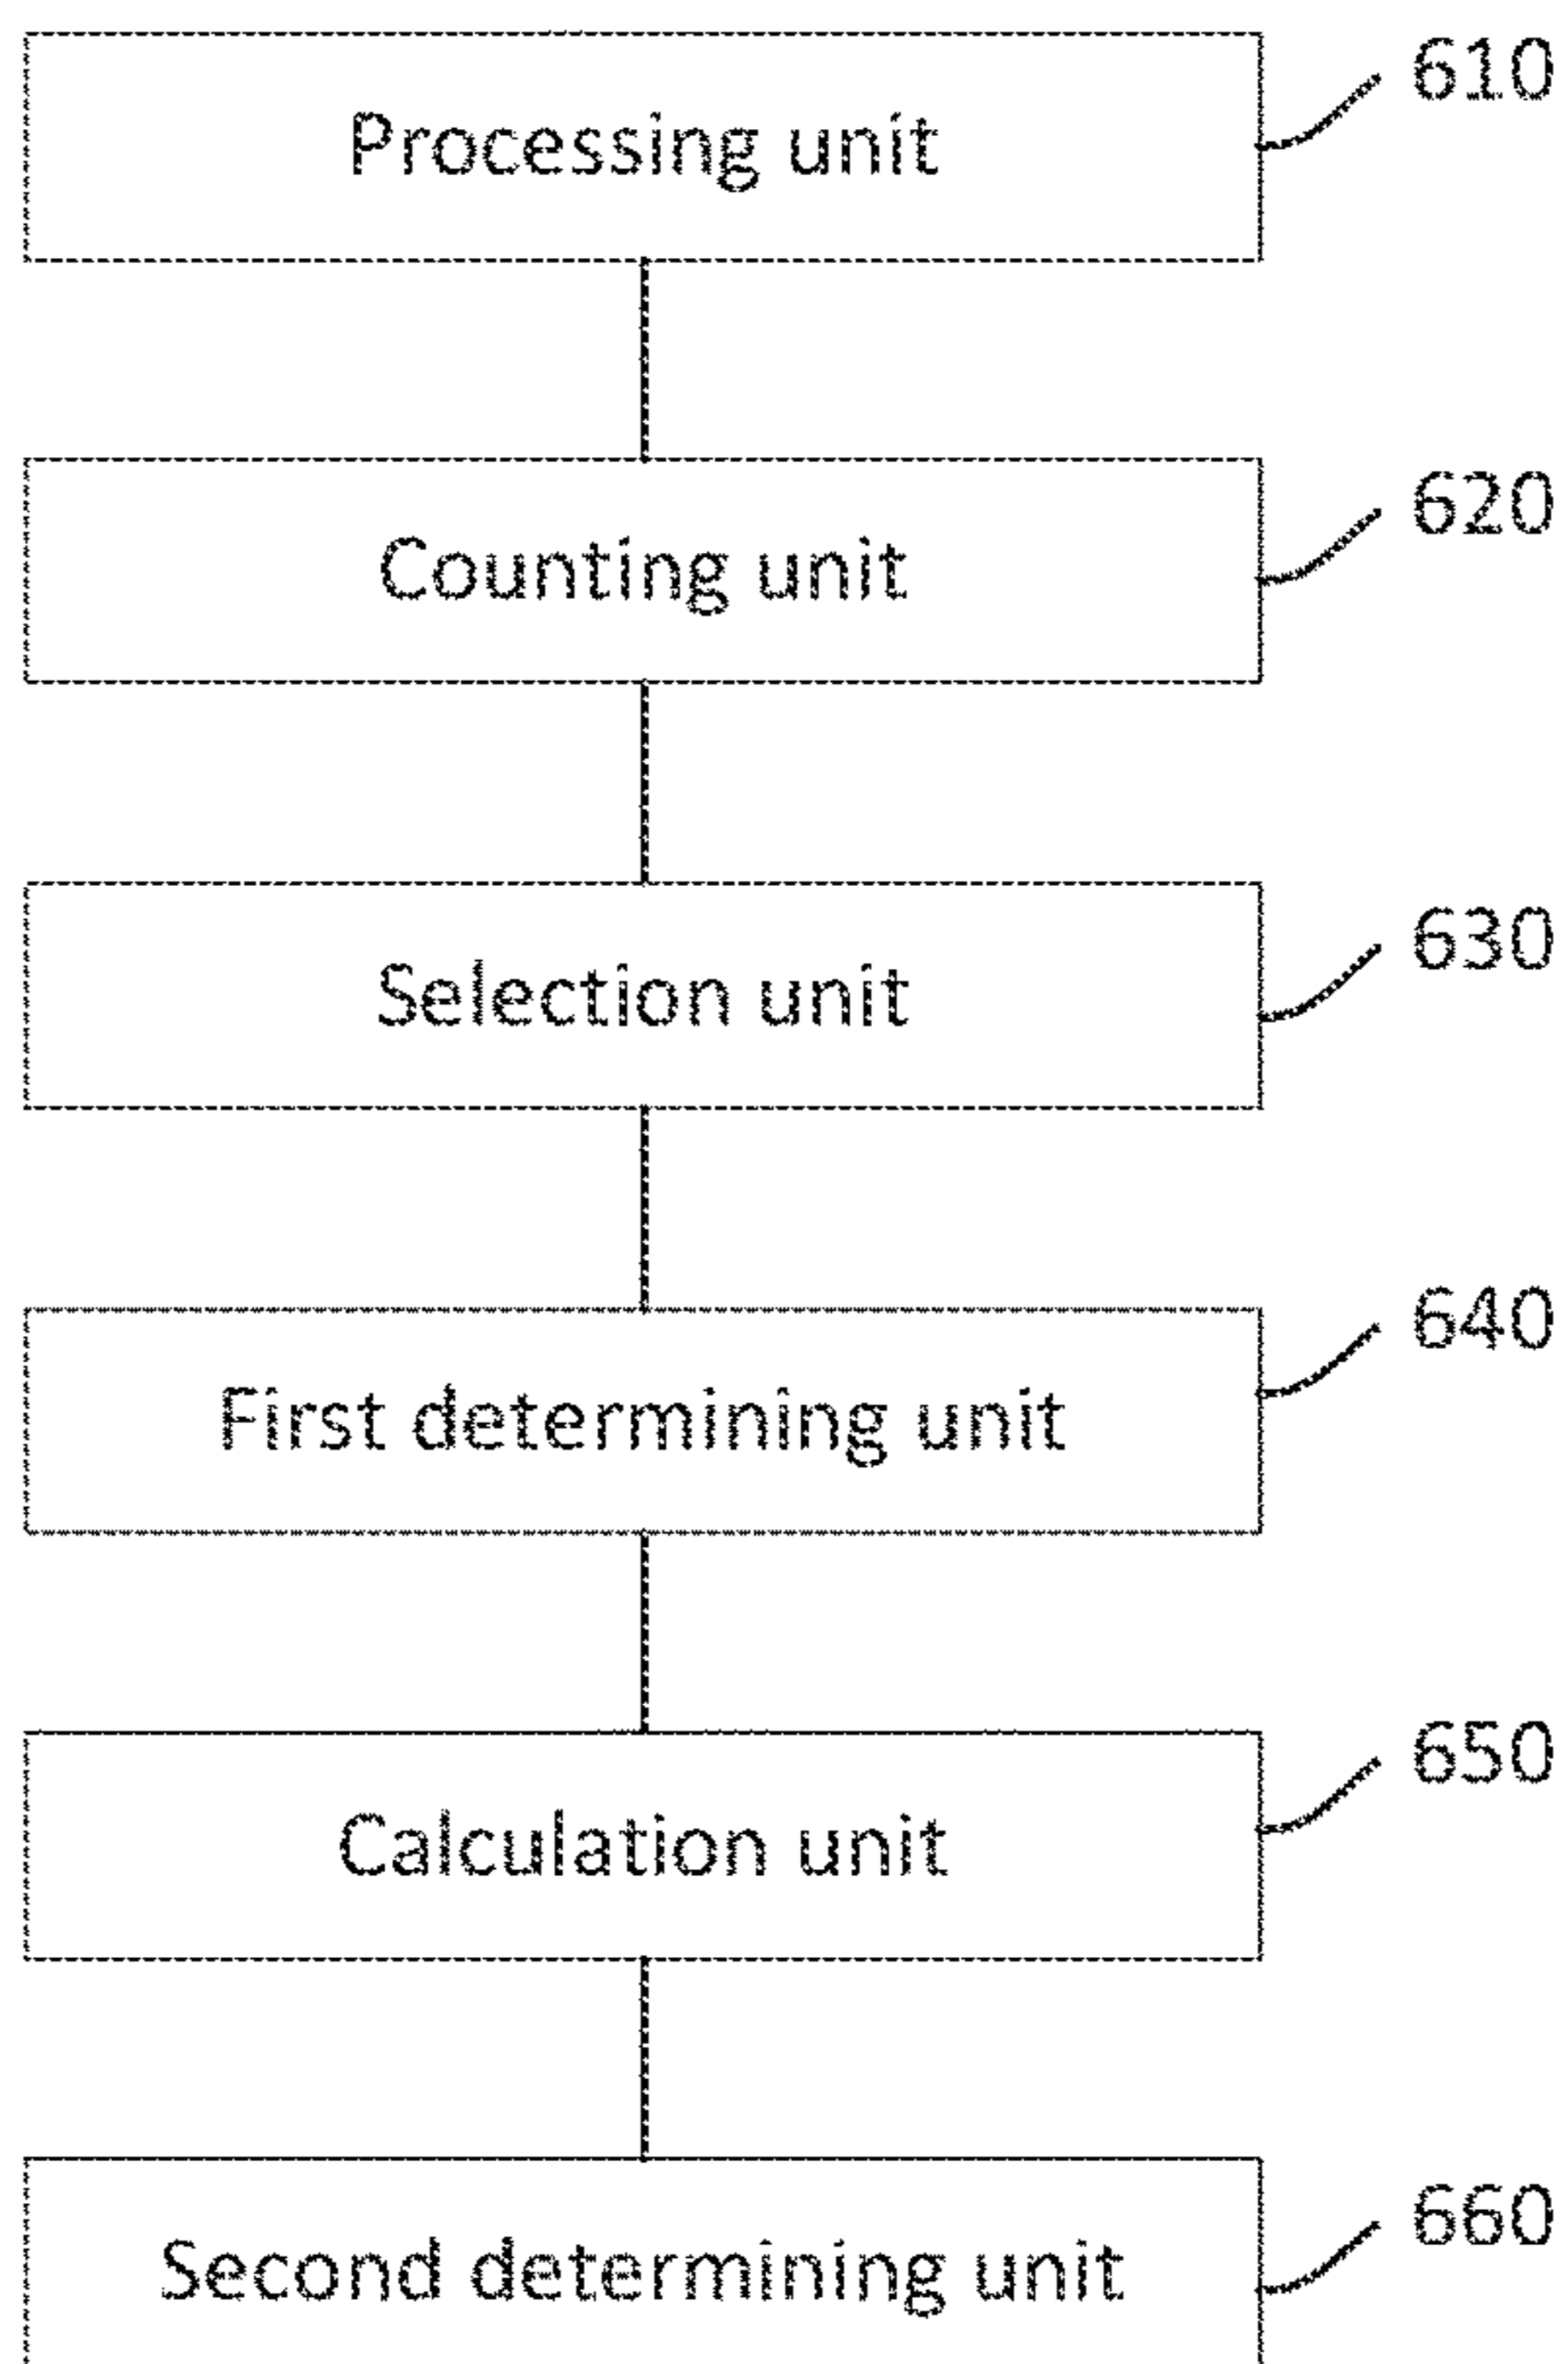 Processing unit 610
Counting unit 620
Selection unit 630
First determining unit 640
Calculation unit 650
Second determining unit 660